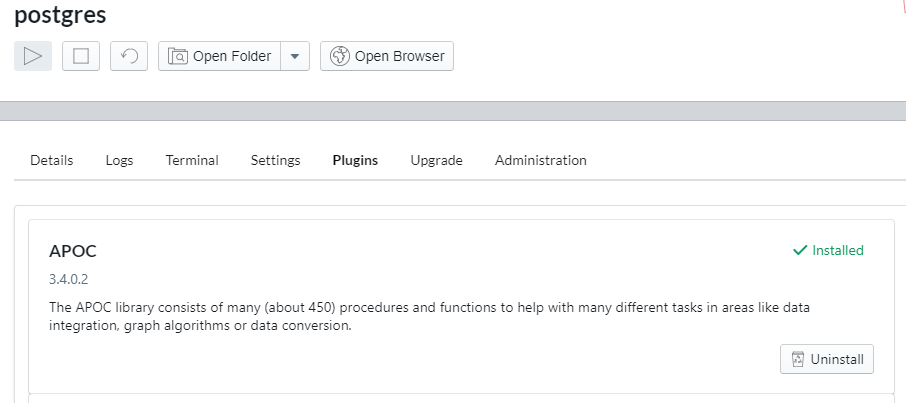 postgres
Open Folder Open Browser
Details Logs Terminal Settings Plugins Upgrade Administration
APOC Installed
3.4.0.2
The APOC library consists of many (about 450) procedures and functions to help with many different tasks in areas like data
integration, graph algorithms or data conversion.
Uninstall